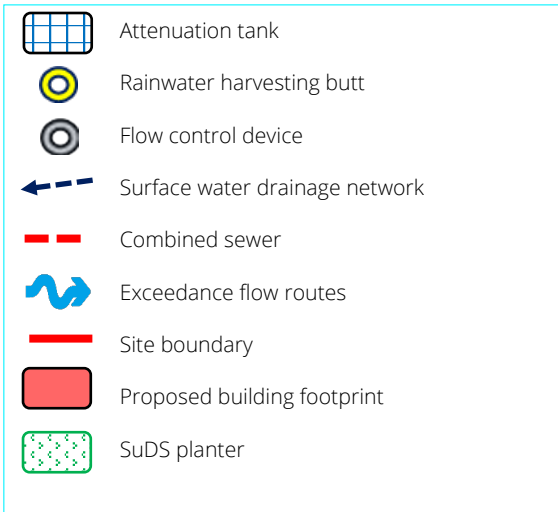 Attenuation tank
Rainwater harvesting butt
Flow control device
Surface water drainage network
Combined sewer
Exceedance flow routes
Site boundary
Proposed building footprint
SuDS planter